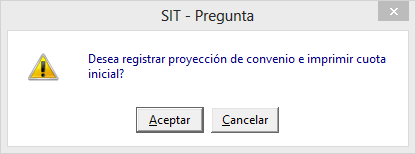 SIT - Pregunta
Desea registrar proyección de convenio e imprimir cuota
inicial?
Aceptar
Cancelar